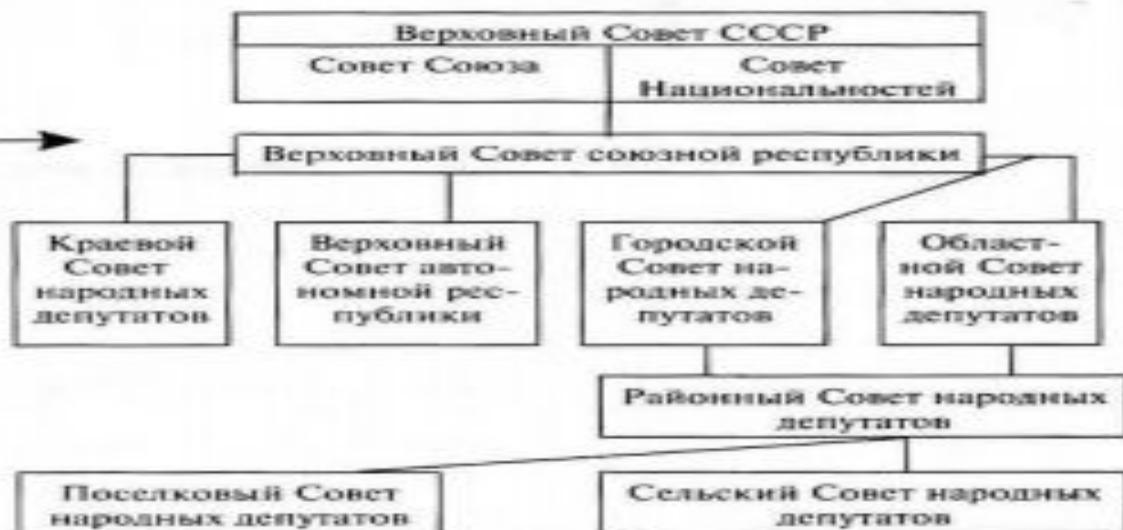 Верховный Совет СССР
Совет Союза
Совет
Национальностей
Верховный Совет союзной республики
Краевой
Совет
народных
депутатов
Верховный
Совет авто-
номной рес-
публики
Городской
Совет на-
родных де-
путатов
Област-
ной Совет
народных
депутатов
Районный Совет народных
депутатов
Поселковый Совет
народных депутатов
Сельский Совет народных
депутатов